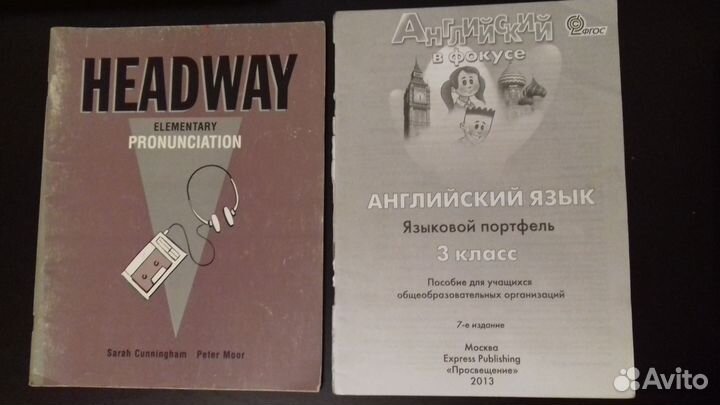 HEADWAY
ELEMENTARY
PRONUNCIATION
Sarah Cunningham Peter Moor
Английский
в фокусе
ФГОС
АНГЛИЙСКИЙ ЯЗЫК
Языковой портфель
3 класс
Пособие для учащихся
общеобразовательных организаций
7-е издание
Москва
Express Publishing
«Просвещение»
2013
Avito